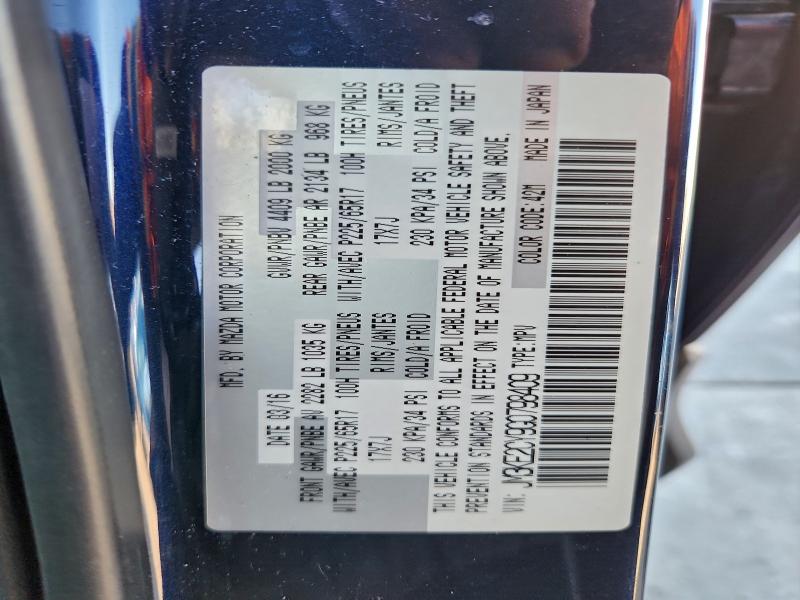 MFD. BY MAZDA MOTOR CORPORATION
DATE 03/16 GVWR/PNBV 4409 LB 2000 KG
FRONT GAWR/PNBE AV 2282 LB 1035 KG REAR GAWR/PNBE AR 2134 LB 968 KG
WITH/AVEC P225/65R17 100H TIRES/PNEUS WITH/AVEC P225/65R17 100H TIRES/PNEUS
17X7J RIMS/JANTES 17X7J RIMS/JANTES
230 KPA/34 PSI COLD/A FROID 230 KPA/34 PSI COLD/A FROID
THIS VEHICLE CONFORMS TO ALL APPLICABLE FEDERAL MOTOR VEHICLE SAFETY AND THEFT
PREVENTION STANDARDS IN EFFECT ON THE DATE OF MANUFACTURE SHOWN ABOVE.
COLOR CODE:42M MADE IN JAPAN
VIN: JM3KE2CY9G0798409 TYPE:MPV